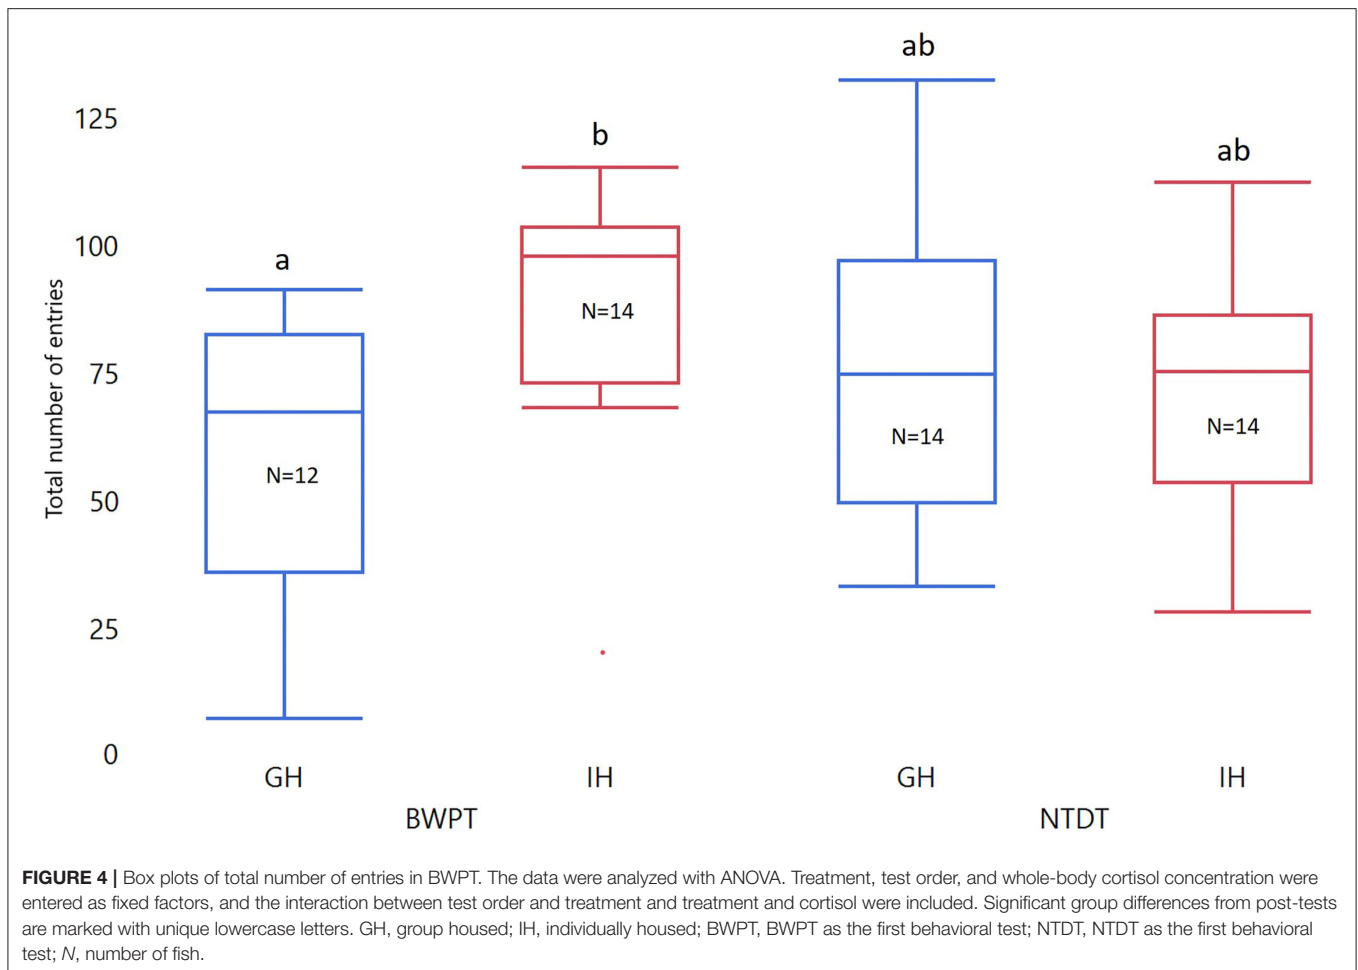 ab
125
b
ab
100
a
N=14
75
N=14
N=14
N=12
50
25
0
Total number of entries
GH
IH
GH
IH
BWPT
NTDT
FIGURE 4 | Box plots of total number of entries in BWPT. The data were analyzed with ANOVA. Treatment, test order, and whole-body cortisol concentration were
entered as fixed factors, and the interaction between test order and treatment and treatment and cortisol were included. Significant group differences from post-tests
are marked with unique lowercase letters. GH, group housed; IH, individually housed; BWPT, BWPT as the first behavioral test; NTDT, NTDT as the first behavioral
test; N, number of fish.